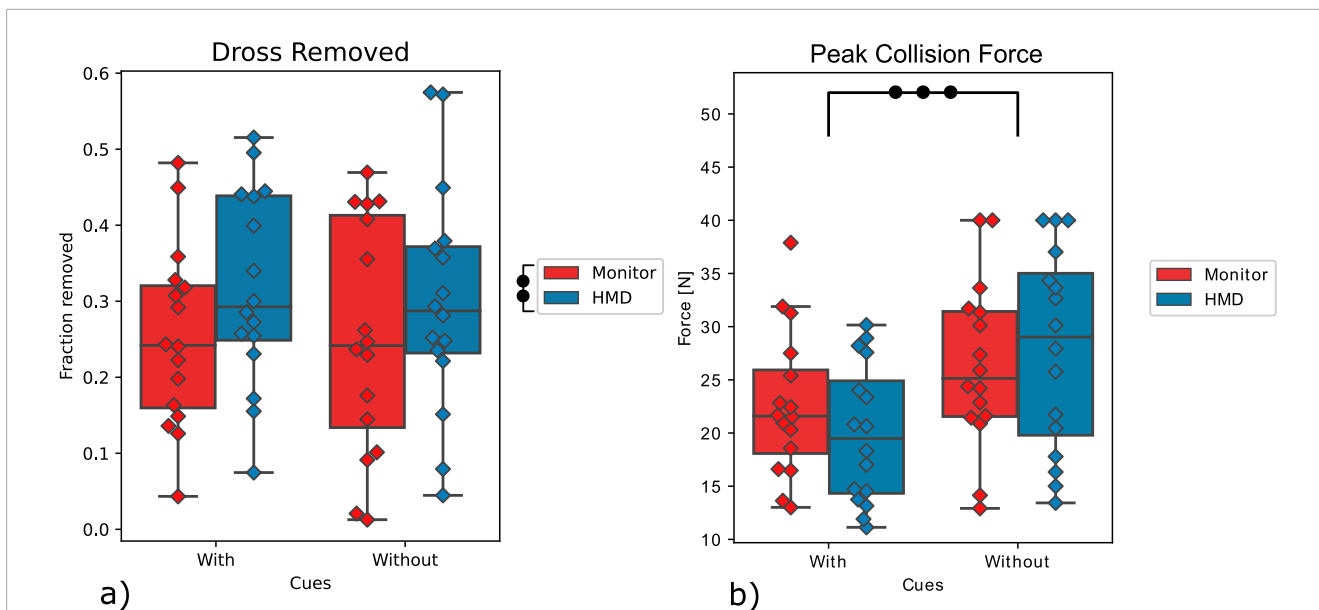 Dross Removed
0.6
0.5
0.4
0.3
0.2
0.1
0.0
Fraction removed
With
Without
Cues
Monitor
HMD
a)
Peak Collision Force
50
45
40
35
30
25
20
15
10
Force [N]
With
Without
Cues
Monitor
HMD
b)